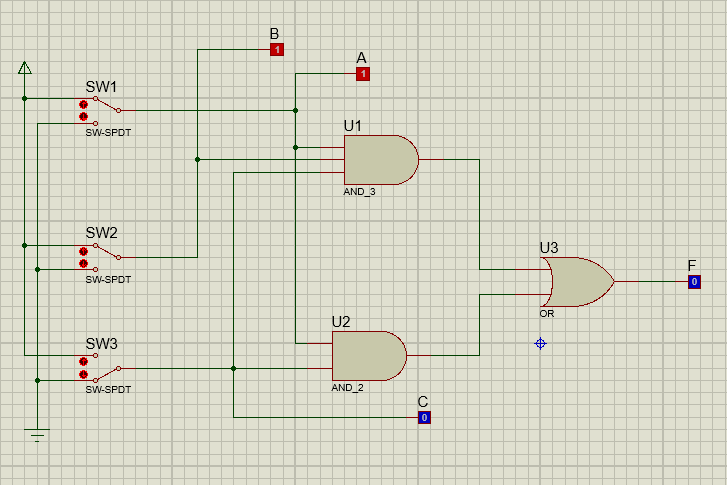 B
1
A
1
SW1
SW-SPDT
U1
AND_3
SW2
SW-SPDT
U3
OR
F
0
SW3
SW-SPDT
U2
AND_2
C
0